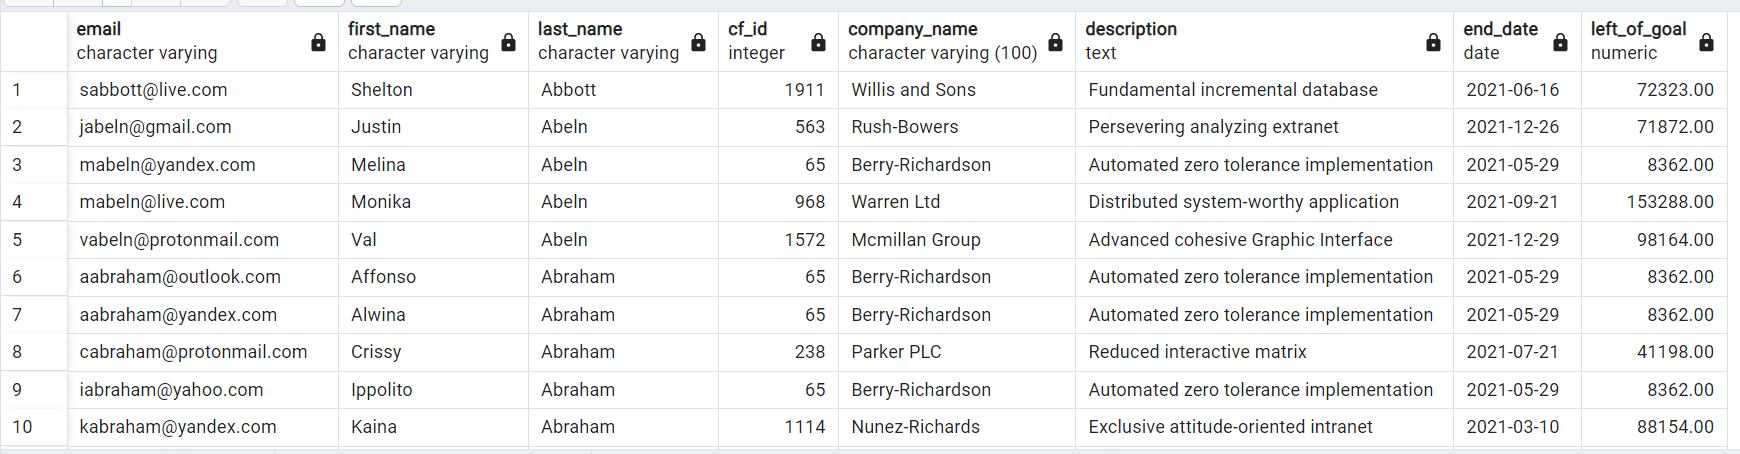 email first_name last_name cf_id company_name description end_date left_of_goal
character varying character varying character varying integer character varying (100) text date numeric
1 sabbott@live.com Shelton Abbott 1911 Willis and Sons Fundamental incremental database 2021-06-16 72323.00
2 jabeln@gmail.com Justin Abeln 563 Rush-Bowers Persevering analyzing extranet 2021-12-26 71872.00
3 mabeln@yandex.com Melina Abeln 65 Berry-Richardson Automated zero tolerance implementation 2021-05-29 8362.00
4 mabeln@live.com Monika Abeln 968 Warren Ltd Distributed system-worthy application 2021-09-21 153288.00
5 vabeln@protonmail.com Val Abeln 1572 Mcmillan Group Advanced cohesive Graphic Interface 2021-12-29 98164.00
6 aabraham@outlook.com Affonso Abraham 65 Berry-Richardson Automated zero tolerance implementation 2021-05-29 8362.00
7 aabraham@yandex.com Alwina Abraham 65 Berry-Richardson Automated zero tolerance implementation 2021-05-29 8362.00
8 cabraham@protonmail.com Crissy Abraham 238 Parker PLC Reduced interactive matrix 2021-07-21 41198.00
9 iabraham@yahoo.com Ippolito Abraham 65 Berry-Richardson Automated zero tolerance implementation 2021-05-29 8362.00
10 kabraham@yandex.com Kaina Abraham 1114 Nunez-Richards Exclusive attitude-oriented intranet 2021-03-10 88154.00